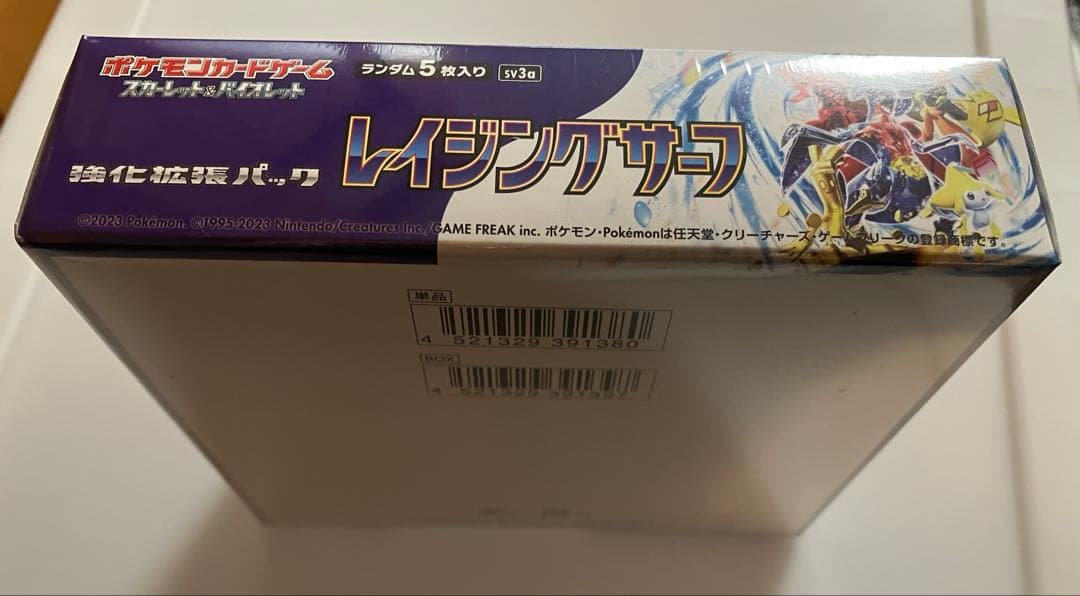 ポケモンカードゲーム
スカーレット&バイオレット
ランダム5枚入り
sv3a
強化拡張パック
レイジングサーフ
©2023 Pokémon. ©1995-2023 Nintendo/Creatures Inc./GAME FREAK inc. ポケモン・Pokémonは任天堂・クリーチャーズ・ゲームフリークの登録商標です。
単品
4 521329 391380
BOX
4 521329 391397